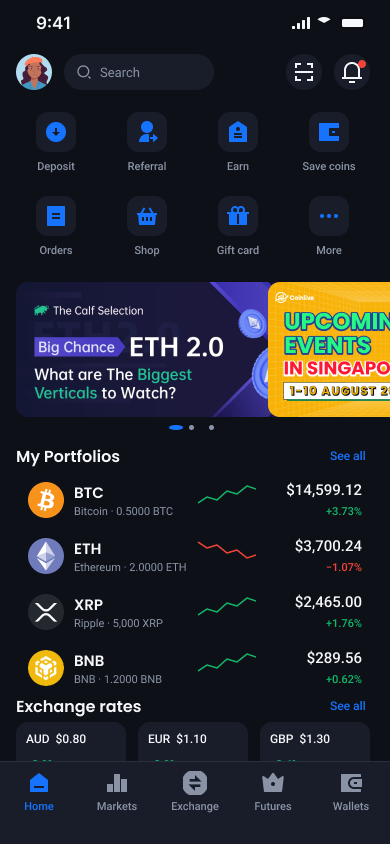 9:41
Search
Deposit
Referral
Earn
Save coins
Orders
Shop
Gift card
More
The Calf Selection
Big Chance ETH 2.0
What are The Biggest
Verticals to Watch?
Coinlive
UPCOMIN
EVENTS
IN SINGAPO
1-10 AUGUST 2
My Portfolios
See all
BTC
$14,599.12
Bitcoin · 0.5000 BTC
+3.73%
ETH
$3,700.24
Ethereum · 2.0000 ETH
−1.07%
XRP
$2,465.00
Ripple · 5,000 XRP
+1.76%
BNB
$289.56
BNB · 1.2000 BNB
+0.62%
Exchange rates
See all
AUD $0.80
EUR $1.10
GBP $1.30
Home
Markets
Exchange
Futures
Wallets